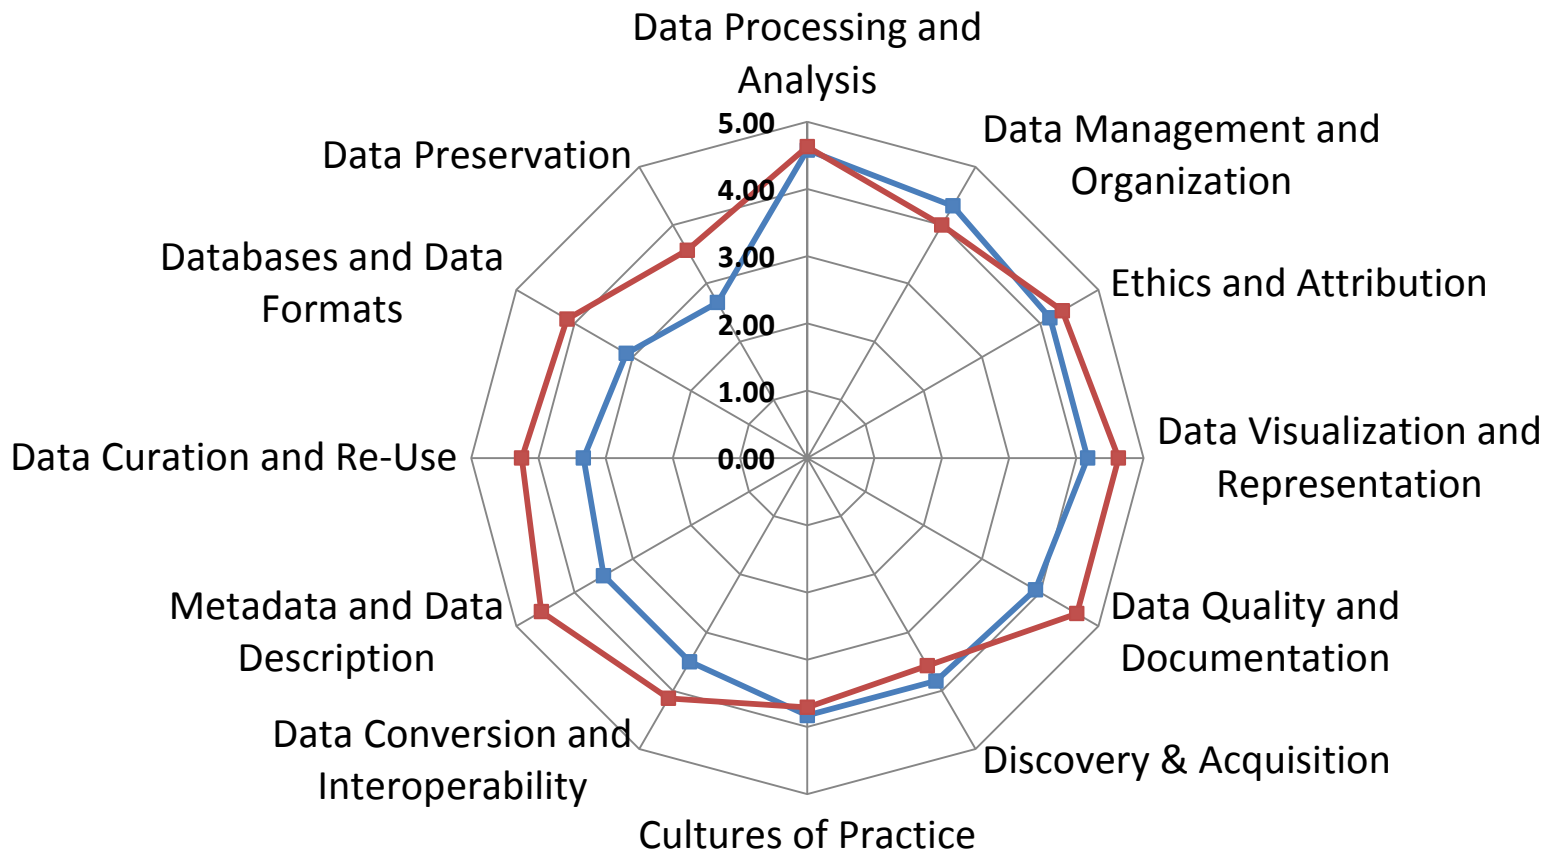 Data Processing and
Analysis
Data Management and
Organization
Ethics and Attribution
Data Visualization and
Representation
Data Quality and
Documentation
Discovery & Acquisition
Cultures of Practice
Data Conversion and
Interoperability
Metadata and Data
Description
Data Curation and Re-Use
Databases and Data
Formats
Data Preservation
5.00
4.00
3.00
2.00
1.00
0.00